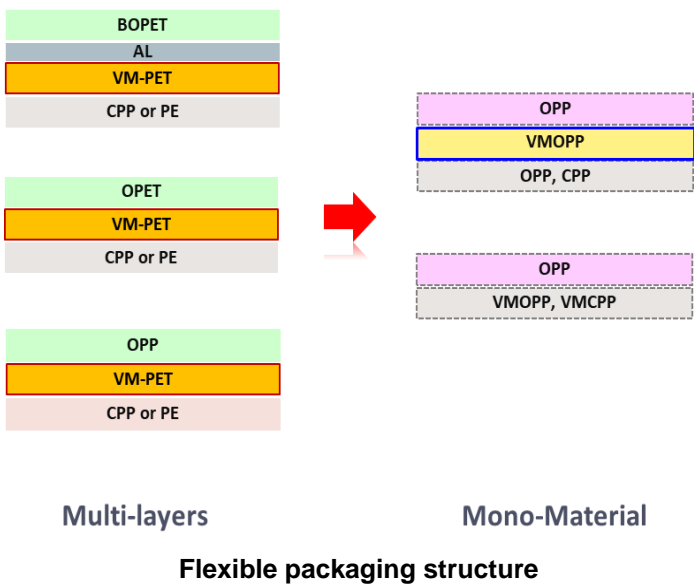 BOPET
AL
VM-PET
CPP or PE
OPET
VM-PET
CPP or PE
OPP
VM-PET
CPP or PE
Multi-layers
OPP
VMOPP
OPP, CPP
OPP
VMOPP, VMCPP
Mono-Material
Flexible packaging structure